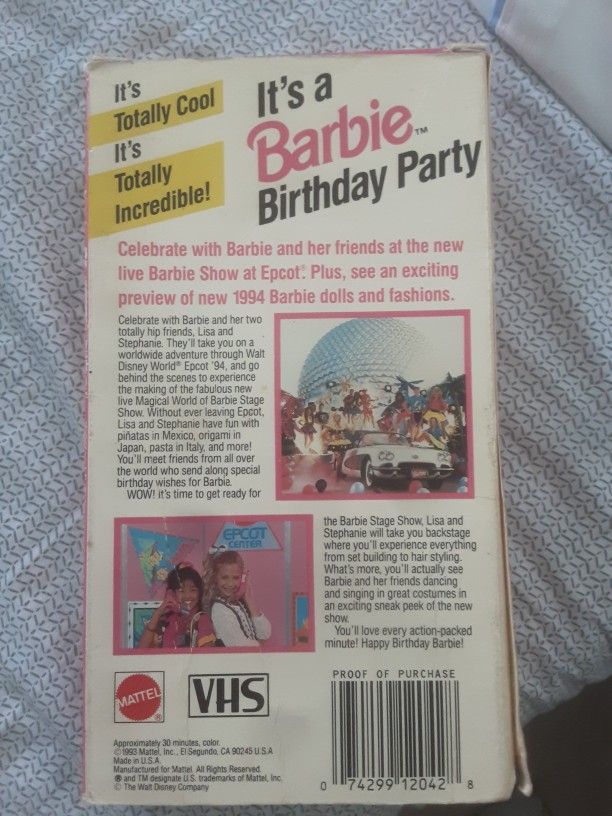 It's
Totally Cool
It's
Totally
Incredible!
It's a
Barbie™
Birthday Party
Celebrate with Barbie and her friends at the new
live Barbie Show at Epcot® Plus, see an exciting
preview of new 1994 Barbie dolls and fashions.
Celebrate with Barbie and her two
totally hip friends, Lisa and
Stephanie. They'll take you on a
worldwide adventure through Walt
Disney World® Epcot '94, and go
behind the scenes to experience
the making of the fabulous new
live Magical World of Barbie Stage
Show. Without ever leaving Epcot,
Lisa and Stephanie have fun with
piñatas in Mexico, origami in
Japan, pasta in Italy, and more!
You'll meet friends from all over
the world who send along special
birthday wishes for Barbie.
WOW! it's time to get ready for
EPCOT
CENTER
the Barbie Stage Show, Lisa and
Stephanie will take you backstage
where you'll experience everything
from set building to hair styling.
What's more, you'll actually see
Barbie and her friends dancing
and singing in great costumes in
an exciting sneak peek of the new
show.
You'll love every action-packed
minute! Happy Birthday Barbie!
MATTEL®
VHS
PROOF OF PURCHASE
0 74299 12042 8
Approximately 30 minutes, color.
©1993 Mattel, Inc., El Segundo, CA 90245 U.S.A
Made in U.S.A.
Manufactured for Mattel. All Rights Reserved.
® and TM designate U.S. trademarks of Mattel, Inc.
© The Walt Disney Company